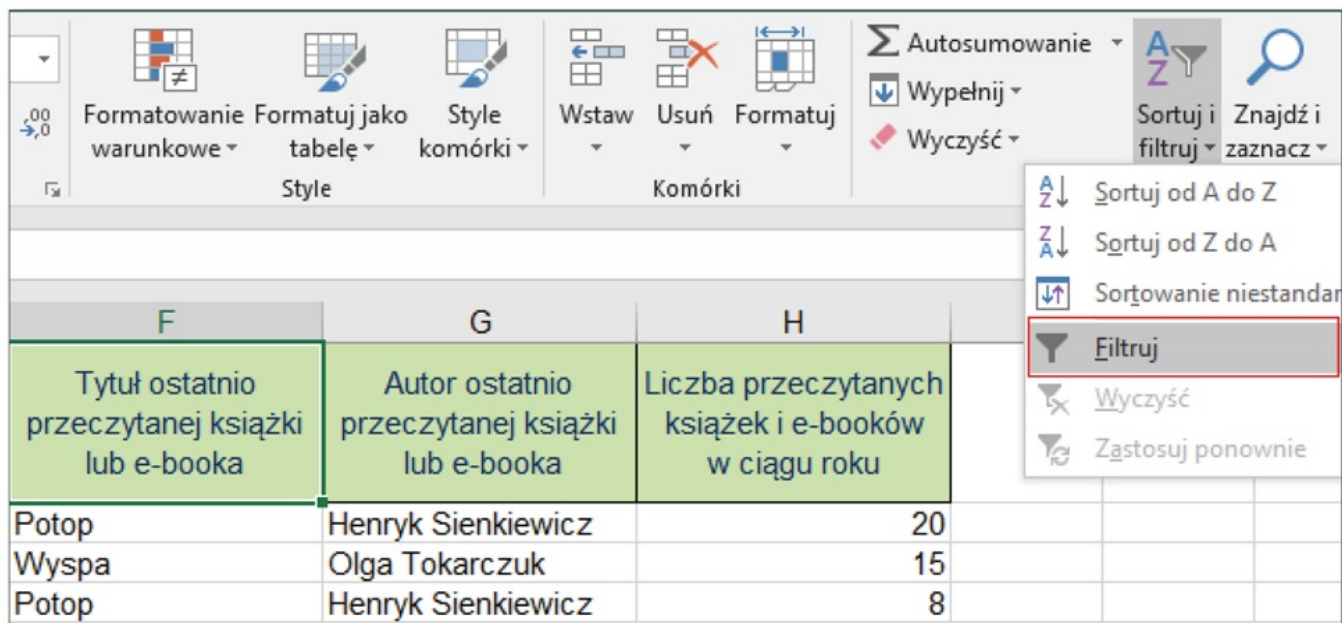 ,00
→,0
Formatowanie
warunkowe
Formatuj jako
tabelę
Style
komórki
Style
Wstaw
Usuń
Formatuj
Komórki
Autosumowanie
Wypełnij
Wyczyść
Sortuj i
filtruj
Znajdź i
zaznacz
Sortuj od A do Z
Sortuj od Z do A
Sortowanie niestandar
Filtruj
Wyczyść
Zastosuj ponownie
F G H
Tytuł ostatnio
przeczytanej książki
lub e-booka
Autor ostatnio
przeczytanej książki
lub e-booka
Liczba przeczytanych
książek i e-booków
w ciągu roku
Potop Henryk Sienkiewicz 20
Wyspa Olga Tokarczuk 15
Potop Henryk Sienkiewicz 8